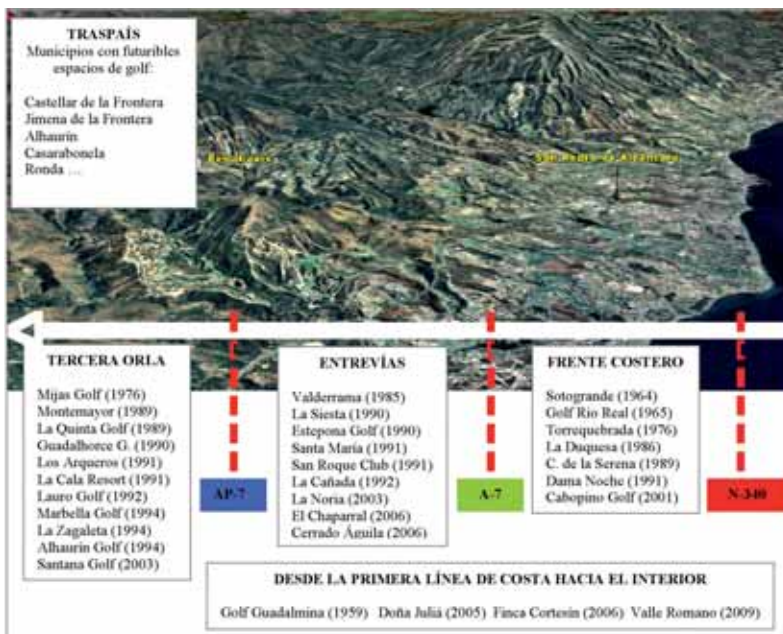 TRASPAÍS
Municipios con futuribles
espacios de golf:
Castellar de la Frontera
Jimena de la Frontera
Alhaurín
Casarabonela
Ronda ...
Benahavís
San Pedro de Alcántara
TERCERA ORLA
Mijas Golf (1976)
Montemayor (1989)
La Quinta Golf (1989)
Guadalhorce G. (1990)
Los Arqueros (1991)
La Cala Resort (1991)
Lauro Golf (1992)
Marbella Golf (1994)
La Zagaleta (1994)
Alhaurín Golf (1994)
Santana Golf (2003)
AP-7
ENTREVÍAS
Valderrama (1985)
La Siesta (1990)
Estepona Golf (1990)
Santa María (1991)
San Roque Club (1991)
La Cañada (1992)
La Noria (2003)
El Chaparral (2006)
Cerrado Águila (2006)
A-7
FRENTE COSTERO
Sotogrande (1964)
Golf Rio Real (1965)
Torrequebrada (1976)
La Duquesa (1986)
C. de la Serena (1989)
Dama Noche (1991)
Cabopino Golf (2001)
N-340
DESDE LA PRIMERA LÍNEA DE COSTA HACIA EL INTERIOR
Golf Guadalmina (1959) Doña Juliá (2005) Finca Cortesin (2006) Valle Romano (2009)